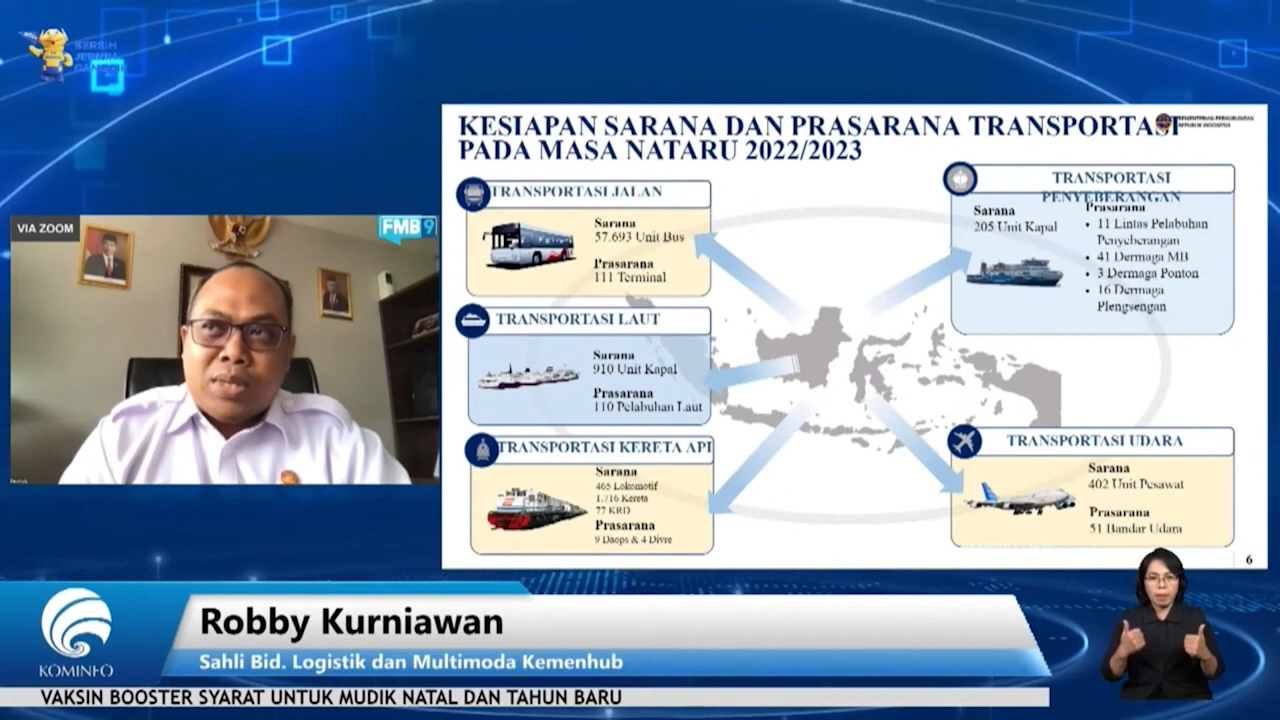 BERSIH
VIA ZOOM
FMB9
KESIAPAN SARANA DAN PRASARANA TRANSPORTASI
PADA MASA NATARU 2022/2023
KEMENTERIAN PERHUBUNGAN
REPUBLIK INDONESIA
TRANSPORTASI JALAN
Sarana
57.693 Unit Bus
Prasarana
111 Terminal
TRANSPORTASI LAUT
Sarana
910 Unit Kapal
Prasarana
110 Pelabuhan Laut
TRANSPORTASI KERETA API
Sarana
465 Lokomotif
1.716 Kereta
77 KRD
Prasarana
9 Daops & 4 Divre
TRANSPORTASI
PENYEBERANGAN
Sarana
205 Unit Kapal
Prasarana
• 11 Lintas Pelabuhan
Penyeberangan
• 41 Dermaga MB
• 3 Dermaga Ponton
• 16 Dermaga
Plengsengan
TRANSPORTASI UDARA
Sarana
402 Unit Pesawat
Prasarana
51 Bandar Udara
6
KOMINFO
Robby Kurniawan
Sahli Bid. Logistik dan Multimoda Kemenhub
VAKSIN BOOSTER SYARAT UNTUK MUDIK NATAL DAN TAHUN BARU